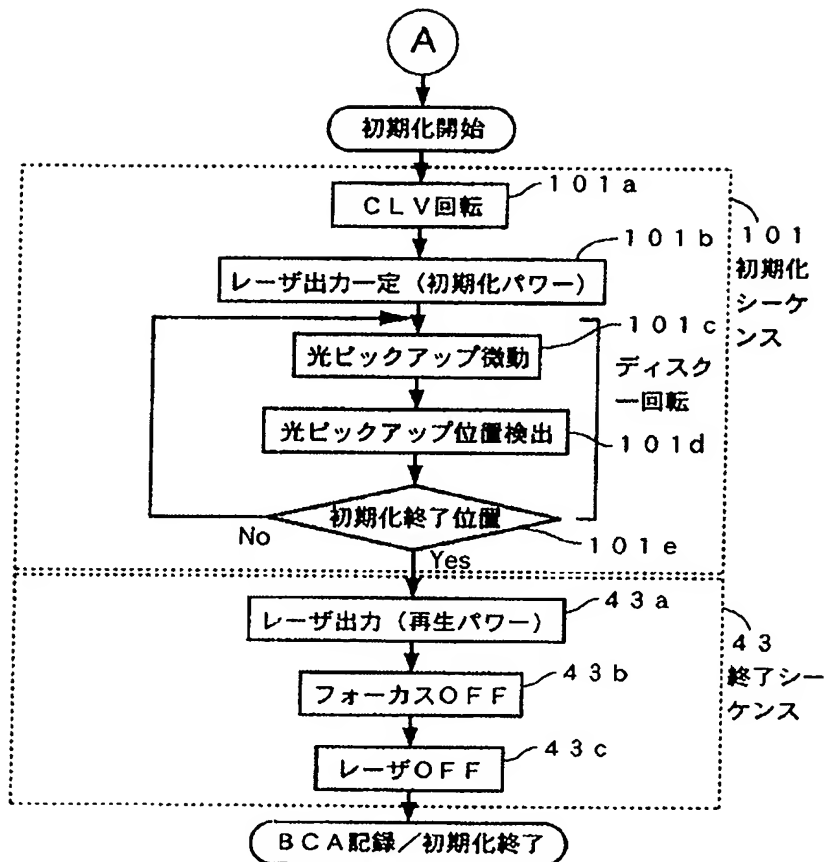 A
初期化開始
101a
CLV回転
101b
レーザ出力一定（初期化パワー）
101
初期化
シーケ
ンス
101c
光ピックアップ微動
ディスク
一回転
光ピックアップ位置検出
101d
初期化終了位置
No
101e
Yes
43a
レーザ出力（再生パワー）
43
終了シー
ケンス
43b
フォーカスOFF
43c
レーザOFF
BCA記録／初期化終了